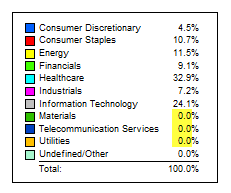 Consumer Discretionary 4.5%
Consumer Staples 10.7%
Energy 11.5%
Financials 9.1%
Healthcare 32.9%
Industrials 7.2%
Information Technology 24.1%
Materials 0.0%
Telecommunication Services 0.0%
Utilities 0.0%
Undefined/Other 0.0%
Total: 100.0%